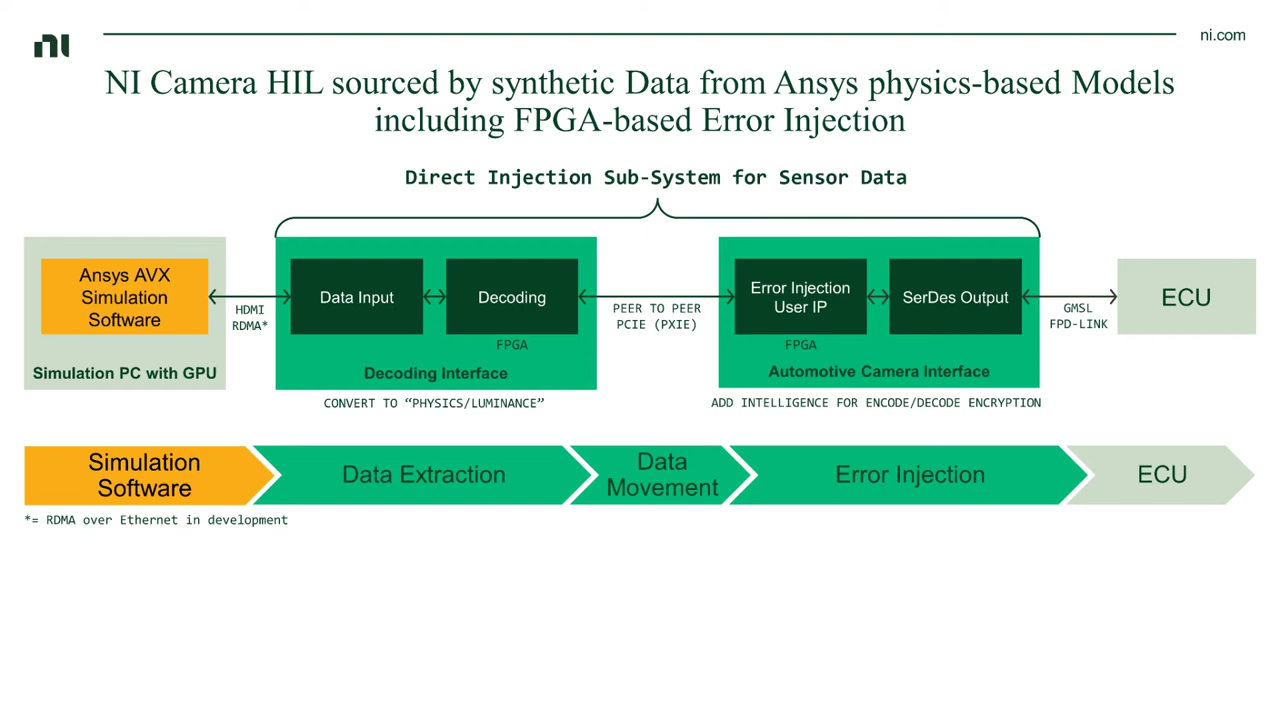 ni
ni.com
NI Camera HIL sourced by synthetic Data from Ansys physics-based Models
including FPGA-based Error Injection
Direct Injection Sub-System for Sensor Data
Ansys AVX
Simulation
Software
Simulation PC with GPU
HDMI
RDMA*
Data Input
Decoding
FPGA
Decoding Interface
CONVERT TO “PHYSICS/LUMINANCE”
PEER TO PEER
PCIE (PXIE)
Error Injection
User IP
SerDes Output
FPGA
Automotive Camera Interface
ADD INTELLIGENCE FOR ENCODE/DECODE ENCRYPTION
GMSL
FPD-LINK
ECU
Simulation
Software
Data Extraction
Data
Movement
Error Injection
ECU
*= RDMA over Ethernet in development